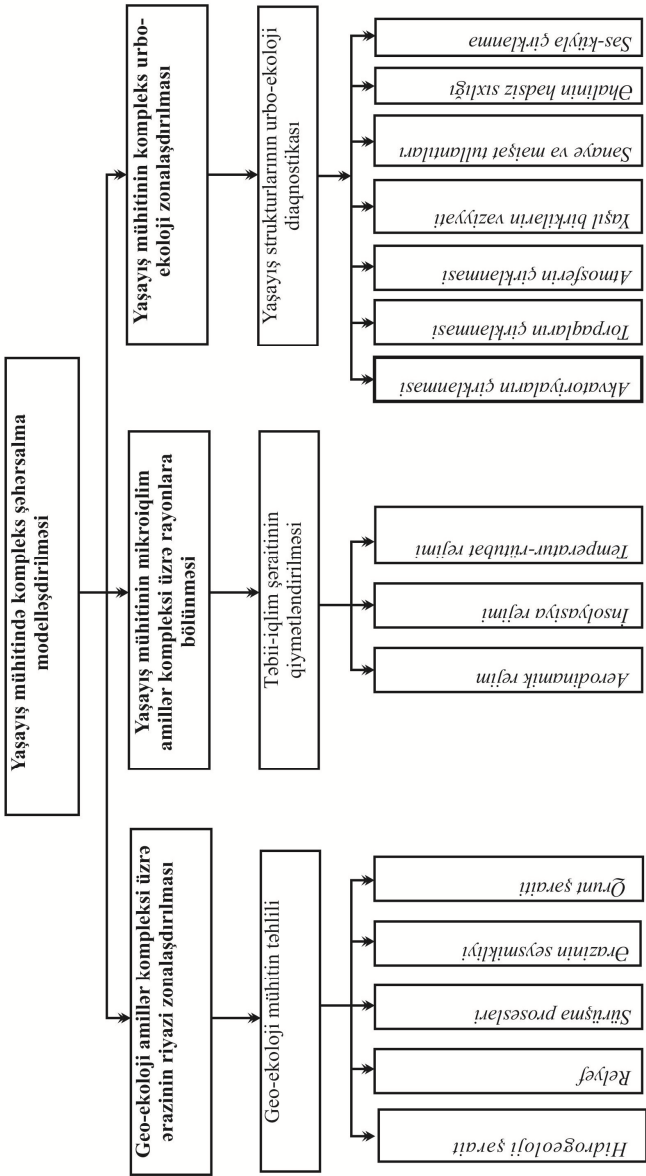 Yaşayış mühitində kompleks şəhərsalma
modelləşdirilməsi
Geo-ekoloji amillər kompleksi üzrə
ərazinin riyazi zonalaşdırılması
Yaşayış mühitinin mikroiqlim
amillər kompleksi üzrə rayonlara
bölünməsi
Yaşayış mühitinin kompleks urbo-
ekoloji zonalaşdırılması
Geo-ekoloji mühitin təhlili
Təbii-iqlim şəraitinin
qiymətləndirilməsi
Yaşayış strukturlarının urbo-ekoloji
diaqnostikası
Hidrogeoloji şərait
Relyef
Sürüşmə prosesləri
Ərazinin seysmikliyi
Qrunt şəraiti
Aerodinamik rejim
İnsolyasiya rejimi
Temperatur-rütubət rejimi
Akvatoriyaların çirklənməsi
Torpaqların çirklənməsi
Atmosferin çirklənməsi
Yaşıl birkilərin vəziyyəti
Sənaye və məişət tullantıları
Əhalinin hədsiz sıxlığı
Səs-küylə çirklənmə